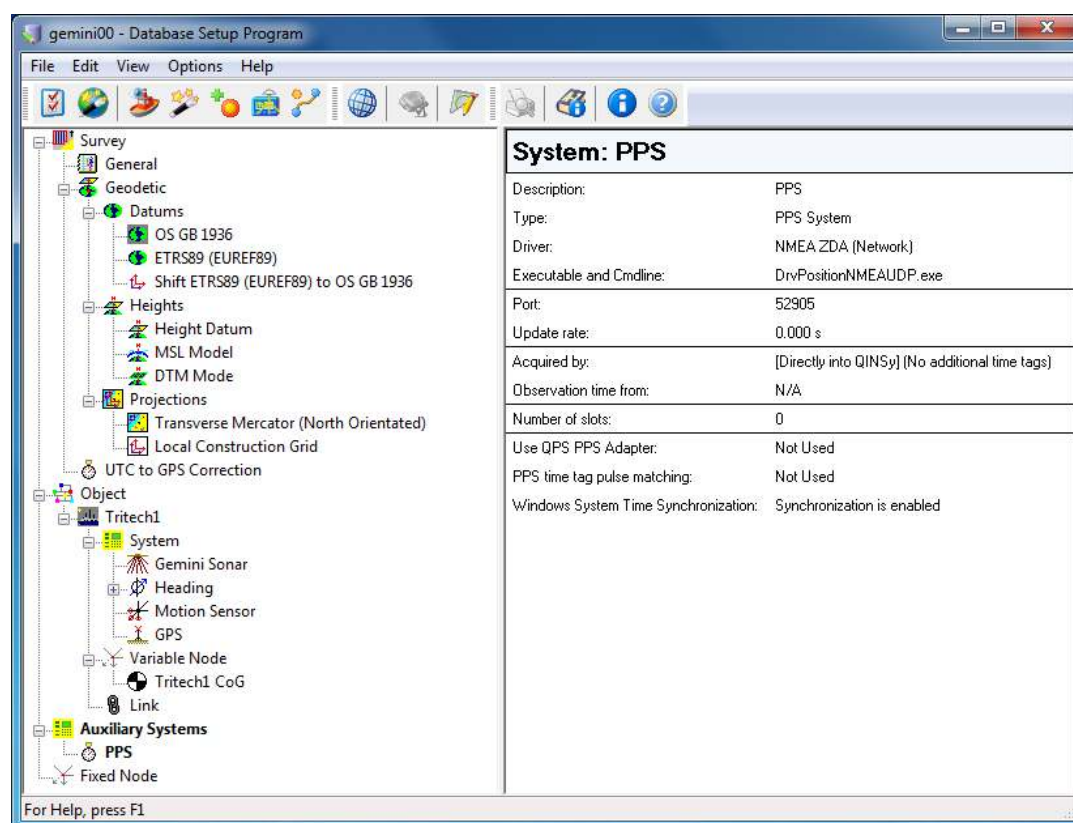 gemini00 - Database Setup Program
File Edit View Options Help
Survey
General
Geodetic
Datums
OS GB 1936
ETRS89 (EUREF89)
Shift ETRS89 (EUREF89) to OS GB 1936
Heights
Height Datum
MSL Model
DTM Mode
Projections
Transverse Mercator (North Orientated)
Local Construction Grid
UTC to GPS Correction
Object
Tritech1
System
Gemini Sonar
Heading
Motion Sensor
GPS
Variable Node
Tritech1 CoG
Link
Auxiliary Systems
PPS
Fixed Node
System: PPS
Description: PPS
Type: PPS System
Driver: NMEA ZDA (Network)
Executable and Cmdline: DrvPositionNMEAUDP.exe
Port: 52905
Update rate: 0.000 s
Acquired by: [Directly into QINSy] (No additional time tags)
Observation time from: N/A
Number of slots: 0
Use QPS PPS Adapter: Not Used
PPS time tag pulse matching: Not Used
Windows System Time Synchronization: Synchronization is enabled
For Help, press F1